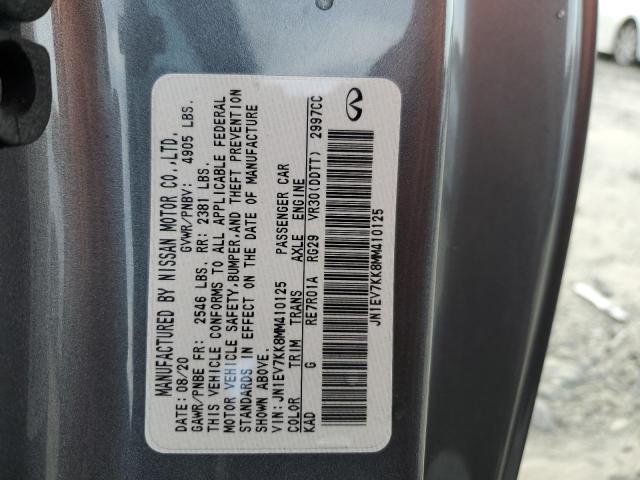 MANUFACTURED BY NISSAN MOTOR CO.,LTD.
08/20 GVWR/PNBV: 4905 LBS.
GAWR/PNBE FR: 2546 LBS. RR: 2381 LBS.
THIS VEHICLE CONFORMS TO ALL APPLICABLE FEDERAL
MOTOR VEHICLE SAFETY,BUMPER,AND THEFT PREVENTION
STANDARDS IN EFFECT ON THE DATE OF MANUFACTURE
SHOWN ABOVE.
VIN:JN1EV7KK8MM410125 PASSENGER CAR
COLOR TRIM TRANS AXLE ENGINE
KAD G RE7R01A RG29 VR30(DDTT) 2997CC
JN1EV7KK8MM410125